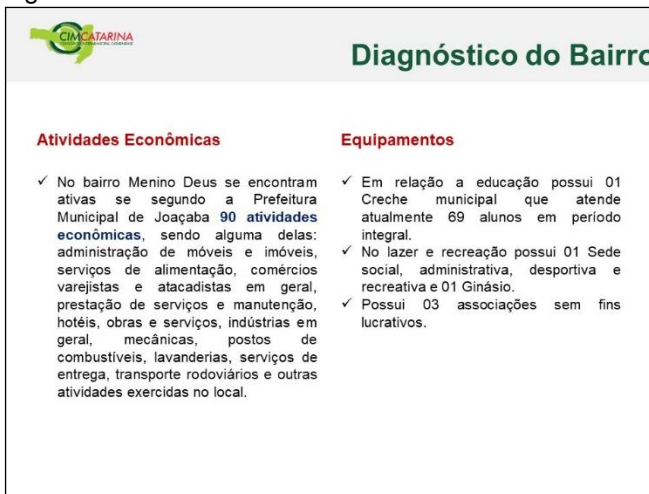 CIMCATARINA
Diagnóstico do Bairro
Atividades Econômicas
✓ No bairro Menino Deus se encontram
ativas se segundo a Prefeitura
Municipal de Joaçaba 90 atividades
econômicas, sendo alguma delas:
administração de móveis e imóveis,
serviços de alimentação, comércios
varejistas e atacadistas em geral,
prestação de serviços e manutenção,
hotéis, obras e serviços, indústrias em
geral, mecânicas, postos de
combustíveis, lavanderias, serviços de
entrega, transporte rodoviários e outras
atividades exercidas no local.
Equipamentos
✓ Em relação a educação possui 01
Creche municipal que atende
atualmente 69 alunos em período
integral.
✓ No lazer e recreação possui 01 Sede
social, administrativa, desportiva e
recreativa e 01 Ginásio.
✓ Possui 03 associações sem fins
lucrativos.